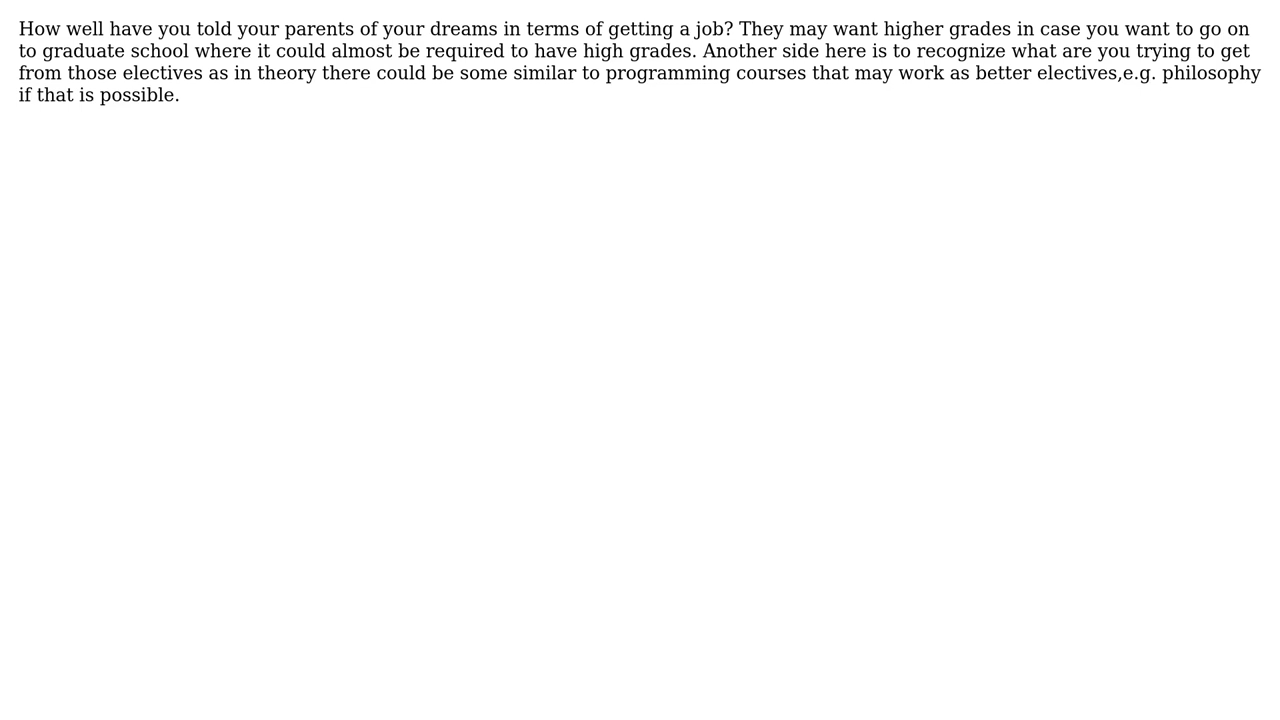 How well have you told your parents of your dreams in terms of getting a job? They may want higher grades in case you want to go on
to graduate school where it could almost be required to have high grades. Another side here is to recognize what are you trying to get
from those electives as in theory there could be some similar to programming courses that may work as better electives,e.g. philosophy
if that is possible.